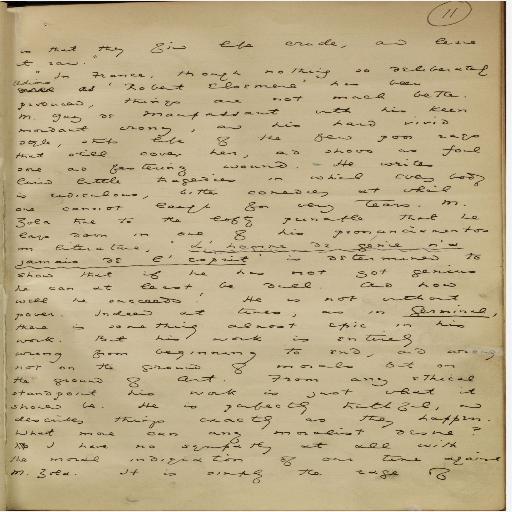 11
is that they find life crude, and leave
it raw."
"In France, though nothing so deliberately
tedious as 'Robert Elsmere' has been
produced, things are not much better.
M. Guy de Maupassant with his keen
mordant irony, and his hard vivid
style, strips life of the few poor rags
that still cover her, and shows us foul
sore and festering wound. He writes
lurid little tragedies in which every body
is ridiculous, bitter comedies at which
one cannot laugh for very tears. M.
Zola true to the lofty principle that he
lays down in one of his pronunciamentos
on literature, "L'homme de génie n'a
jamais de l'esprit" is determined to
show that if he has not got genius
he can at least be dull. And how
well he succeeds! He is not without
power. Indeed at times, as in Germinal,
there is something almost epic in his
work. But his work is entirely
wrong from beginning to end, and wrong
not on the ground of morals but on
the ground of Art. From any ethical
standpoint his work is just what it
should be. He is perfectly truthful, and
describes things exactly as they happen.
What more can any moralist desire?
I have no sympathy at all with
the moral indignation of our time against
M. Zola. It is simply the rage of